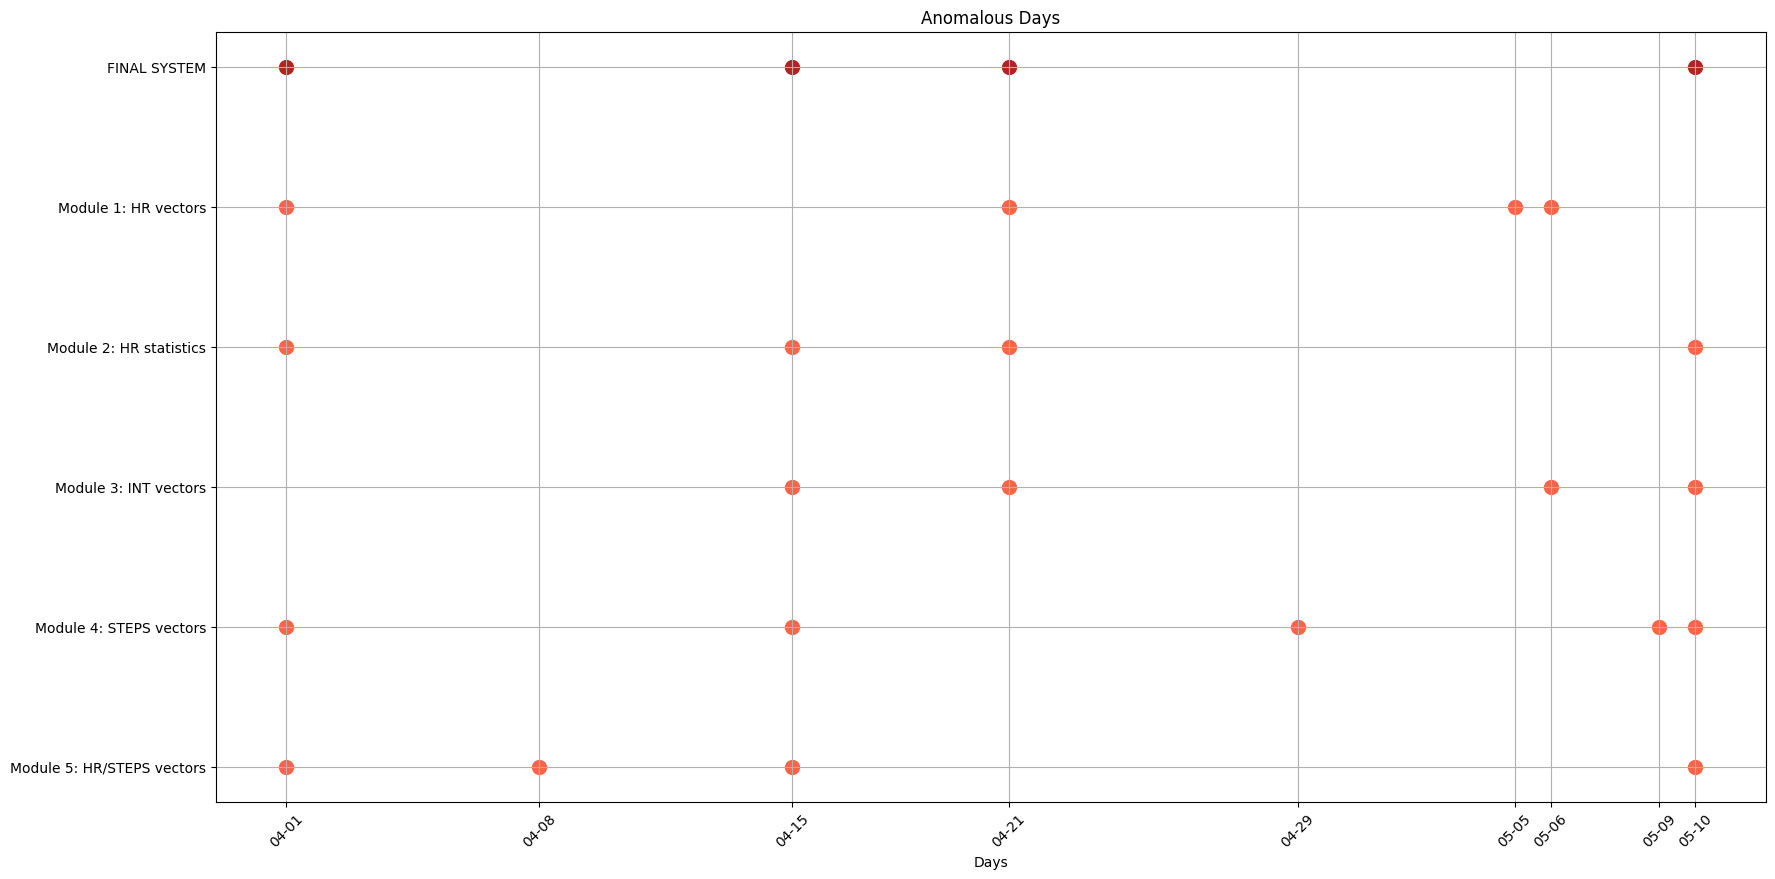 Anomalous Days
FINAL SYSTEM
Module 1: HR vectors
Module 2: HR statistics
Module 3: INT vectors
Module 4: STEPS vectors
Module 5: HR/STEPS vectors
04-01
04-08
04-15
04-21
04-29
05-05
05-06
05-09
05-10
Days